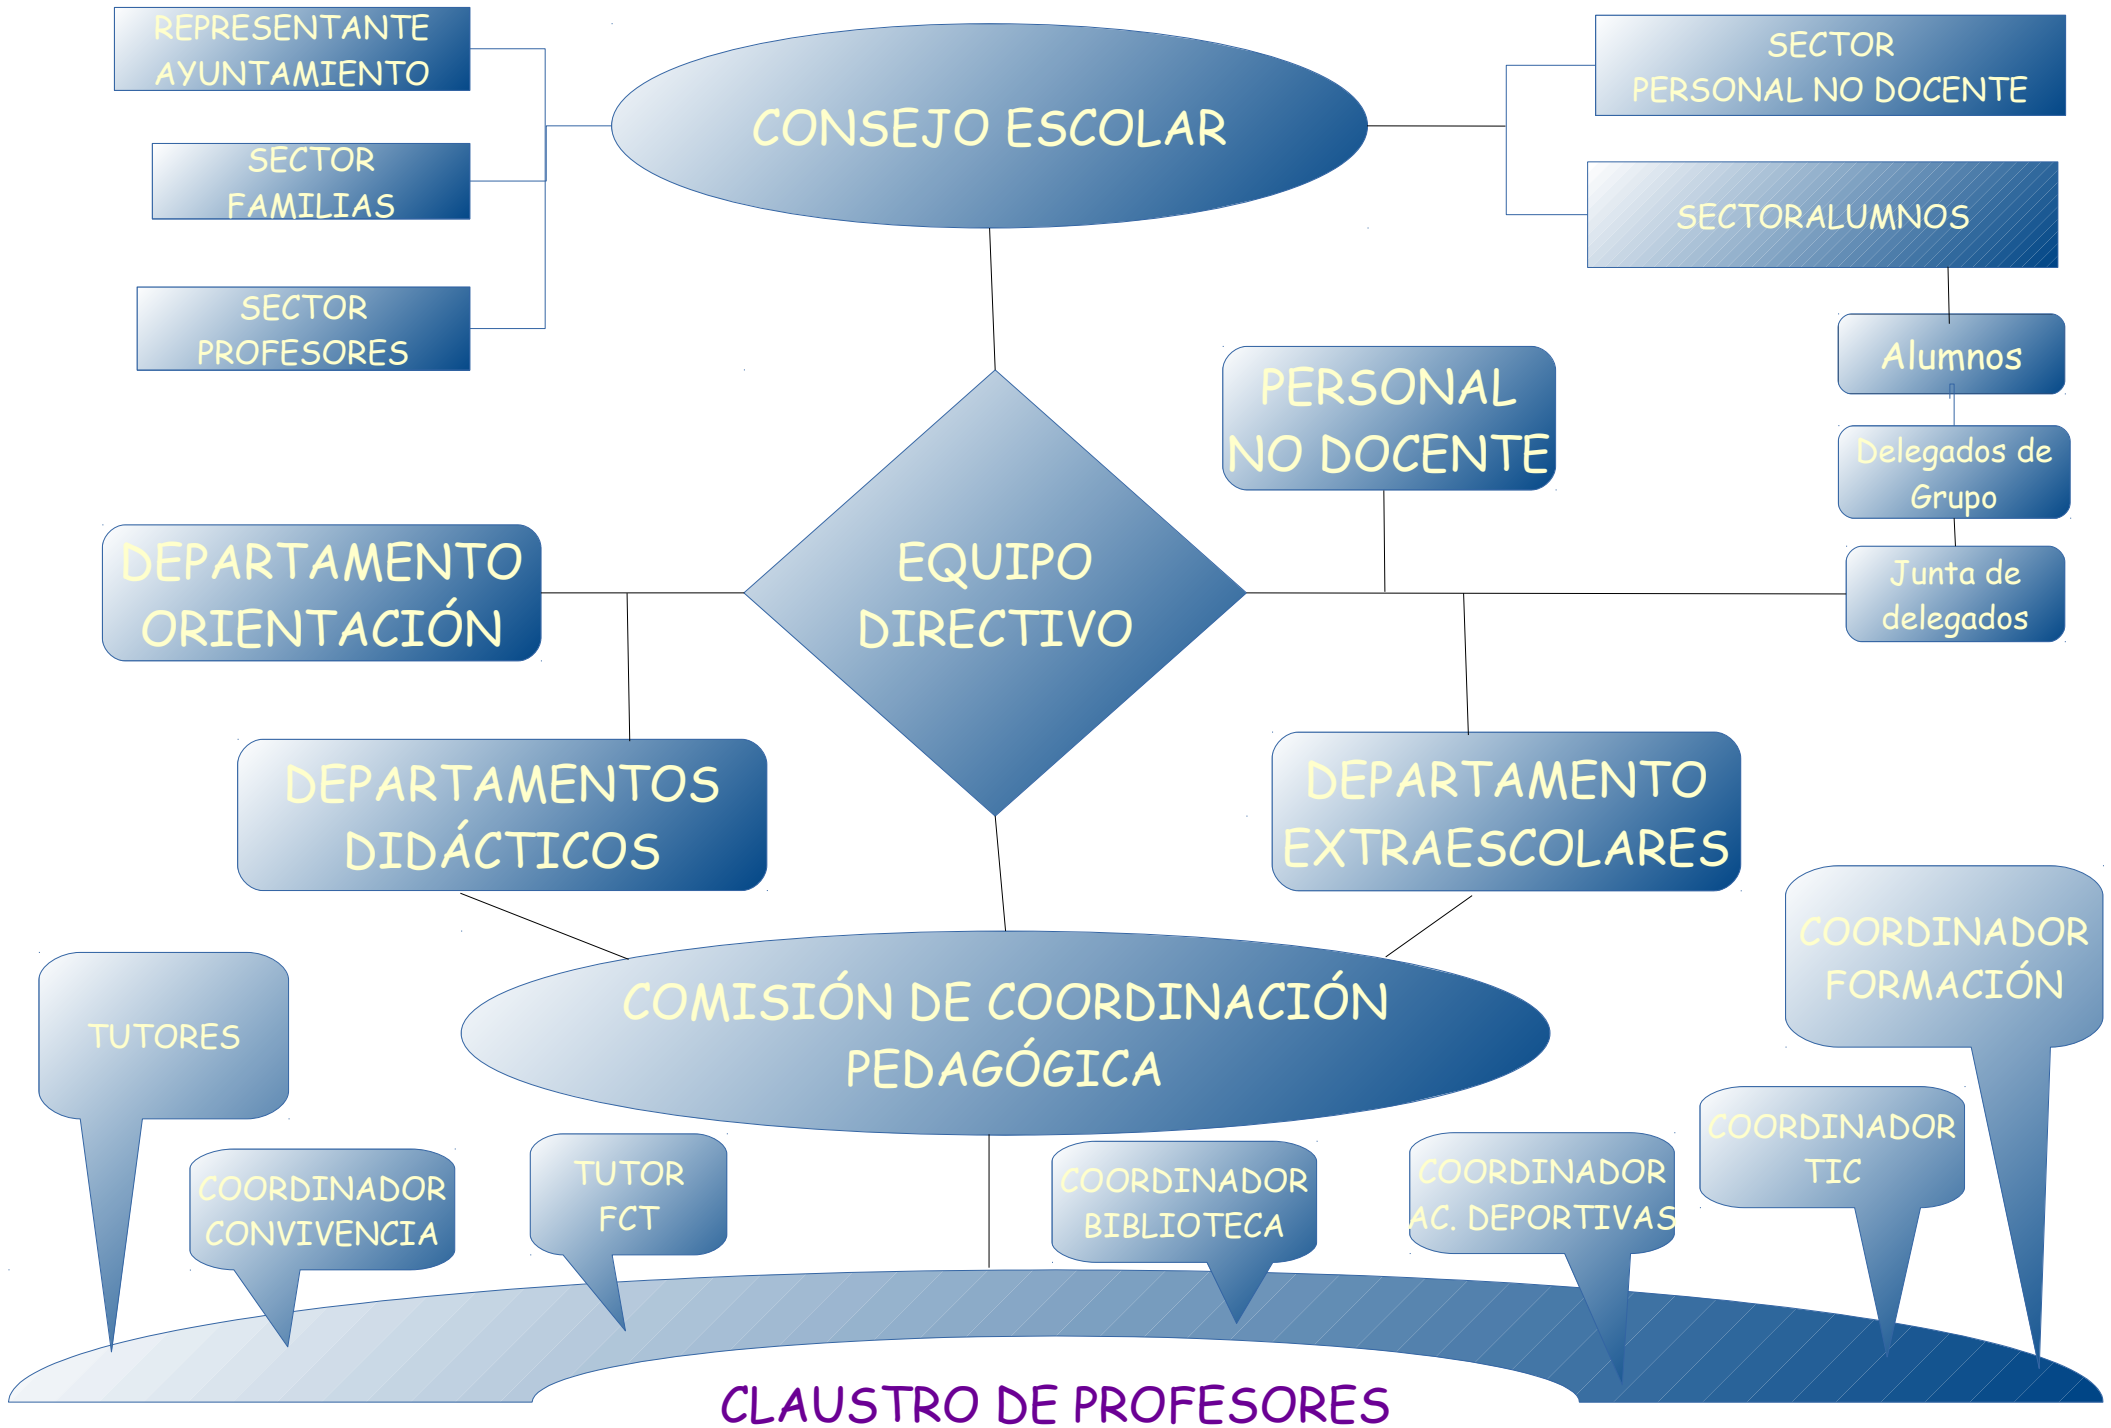 REPRESENTANTE
AYUNTAMIENTO
SECTOR
FAMILIAS
SECTOR
PROFESORES
CONSEJO ESCOLAR
SECTOR
PERSONAL NO DOCENTE
SECTORALUMNOS
Alumnos
Delegados de
Grupo
Junta de
delegados
PERSONAL
NO DOCENTE
EQUIPO
DIRECTIVO
DEPARTAMENTO
ORIENTACIÓN
DEPARTAMENTOS
DIDÁCTICOS
DEPARTAMENTO
EXTRAESCOLARES
COMISIÓN DE COORDINACIÓN
PEDAGÓGICA
TUTORES
COORDINADOR
CONVIVENCIA
TUTOR
FCT
COORDINADOR
BIBLIOTECA
COORDINADOR
AC. DEPORTIVAS
COORDINADOR
TIC
COORDINADOR
FORMACIÓN
CLAUSTRO DE PROFESORES